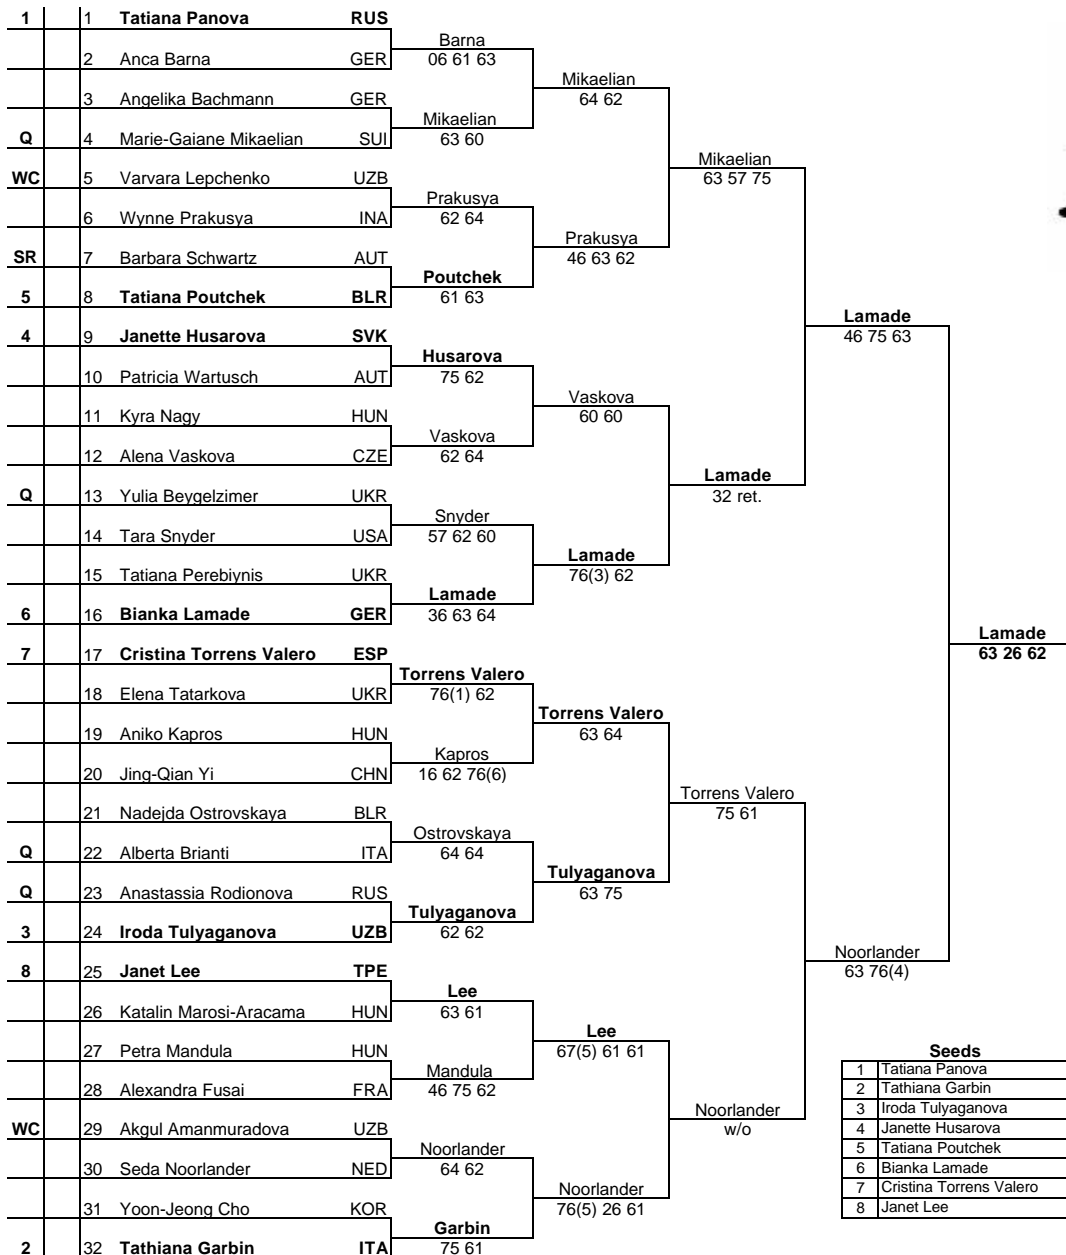 1 1 Tatiana Panova RUS
Barna
2 Anca Barna GER 06 61 63
Mikaelian
3 Angelika Bachmann GER 64 62
Mikaelian
Q 4 Marie-Gaiane Mikaelian SUI 63 60
Mikaelian
WC 5 Varvara Lepchenko UZB 63 57 75
Prakusya
6 Wynne Prakusya INA 62 64
Prakusya
SR 7 Barbara Schwartz AUT 46 63 62
Poutchek
5 8 Tatiana Poutchek BLR 61 63
Lamade
4 9 Janette Husarova SVK 46 75 63
Husarova
10 Patricia Wartusch AUT 75 62
Vaskova
11 Kyra Nagy HUN 60 60
Vaskova
12 Alena Vaskova CZE 62 64
Lamade
Q 13 Yulia Beygelzimer UKR 32 ret.
Snyder
14 Tara Snyder USA 57 62 60
Lamade
15 Tatiana Perebiynis UKR 76(3) 62
Lamade
6 16 Bianka Lamade GER 36 63 64
Lamade
7 17 Cristina Torrens Valero ESP 63 26 62
Torrens Valero
18 Elena Tatarkova UKR 76(1) 62
Torrens Valero
19 Aniko Kapros HUN 63 64
Kapros
20 Jing-Qian Yi CHN 16 62 76(6)
Torrens Valero
21 Nadejda Ostrovskaya BLR 75 61
Ostrovskaya
Q 22 Alberta Brianti ITA 64 64
Tulyaganova
Q 23 Anastassia Rodionova RUS 63 75
Tulyaganova
3 24 Iroda Tulyaganova UZB 62 62
Noorlander
8 25 Janet Lee TPE 63 76(4)
Lee
26 Katalin Marosi-Aracama HUN 63 61
Lee
27 Petra Mandula HUN 67(5) 61 61
Mandula
28 Alexandra Fusai FRA 46 75 62
Noorlander
WC 29 Akgul Amanmuradova UZB w/o
Noorlander
30 Seda Noorlander NED 64 62
Noorlander
31 Yoon-Jeong Cho KOR 76(5) 26 61
Garbin
2 32 Tathiana Garbin ITA 75 61
Seeds
1 Tatiana Panova
2 Tathiana Garbin
3 Iroda Tulyaganova
4 Janette Husarova
5 Tatiana Poutchek
6 Bianka Lamade
7 Cristina Torrens Valero
8 Janet Lee